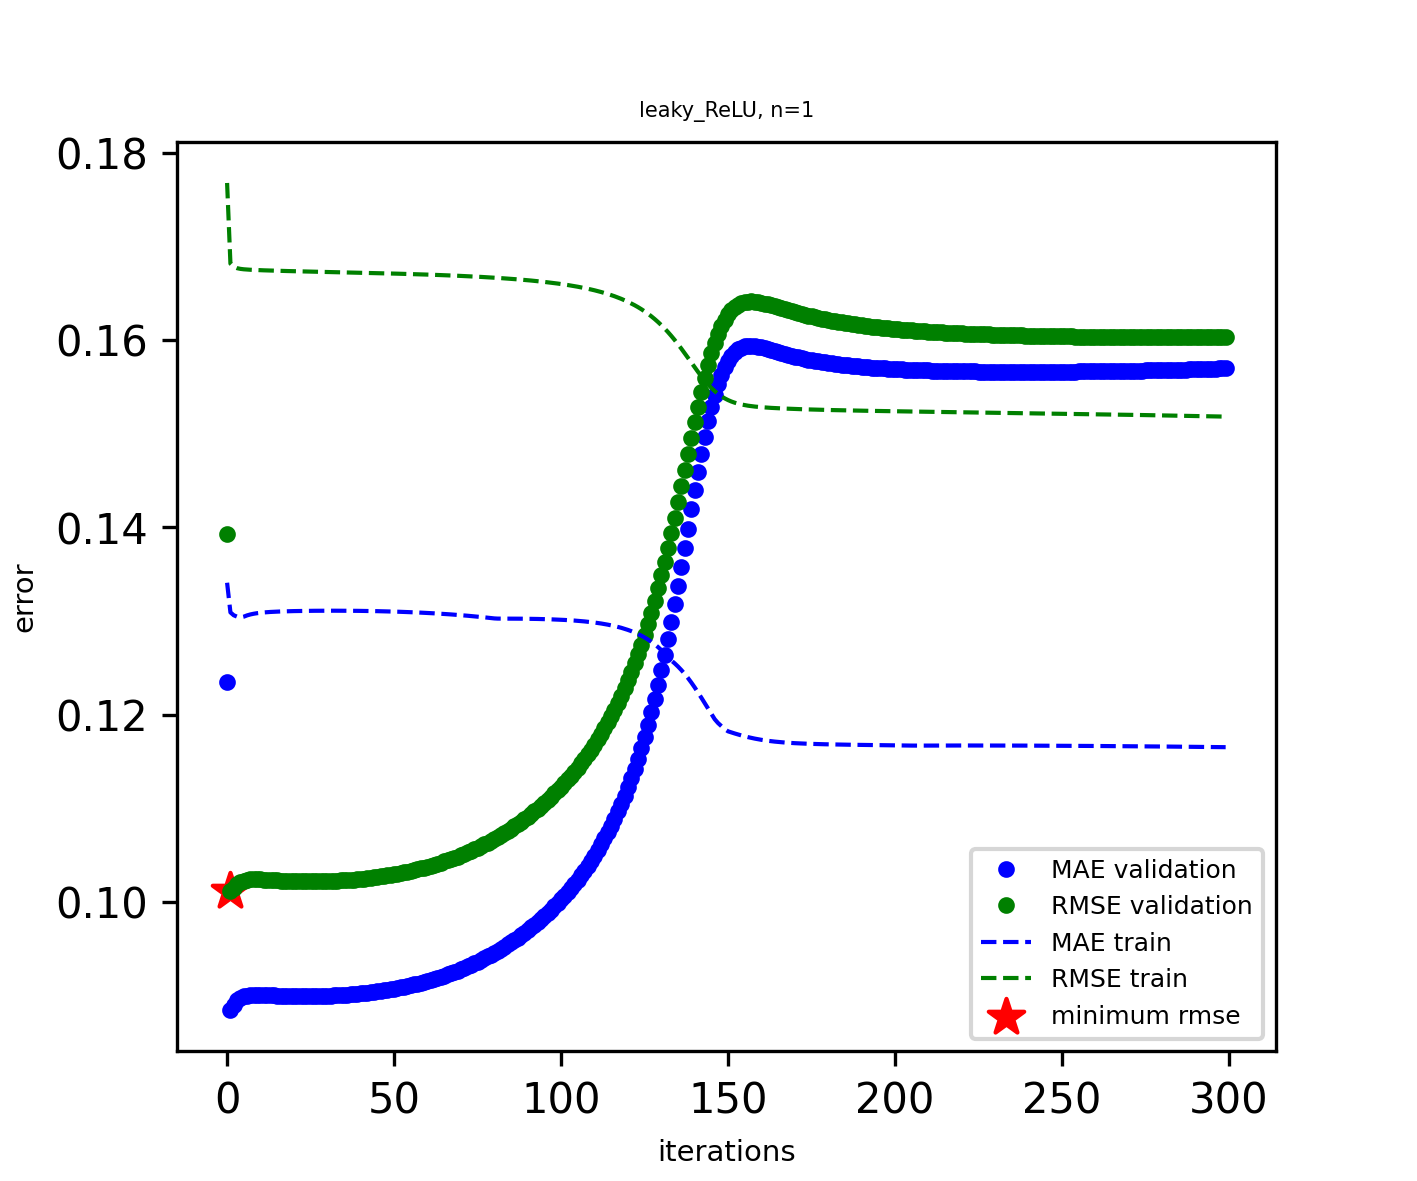 leaky_ReLU, n=1
0.18
0.16
0.14
0.12
0.10
error
0
50
100
150
200
250
300
iterations
MAE validation
RMSE validation
MAE train
RMSE train
minimum rmse